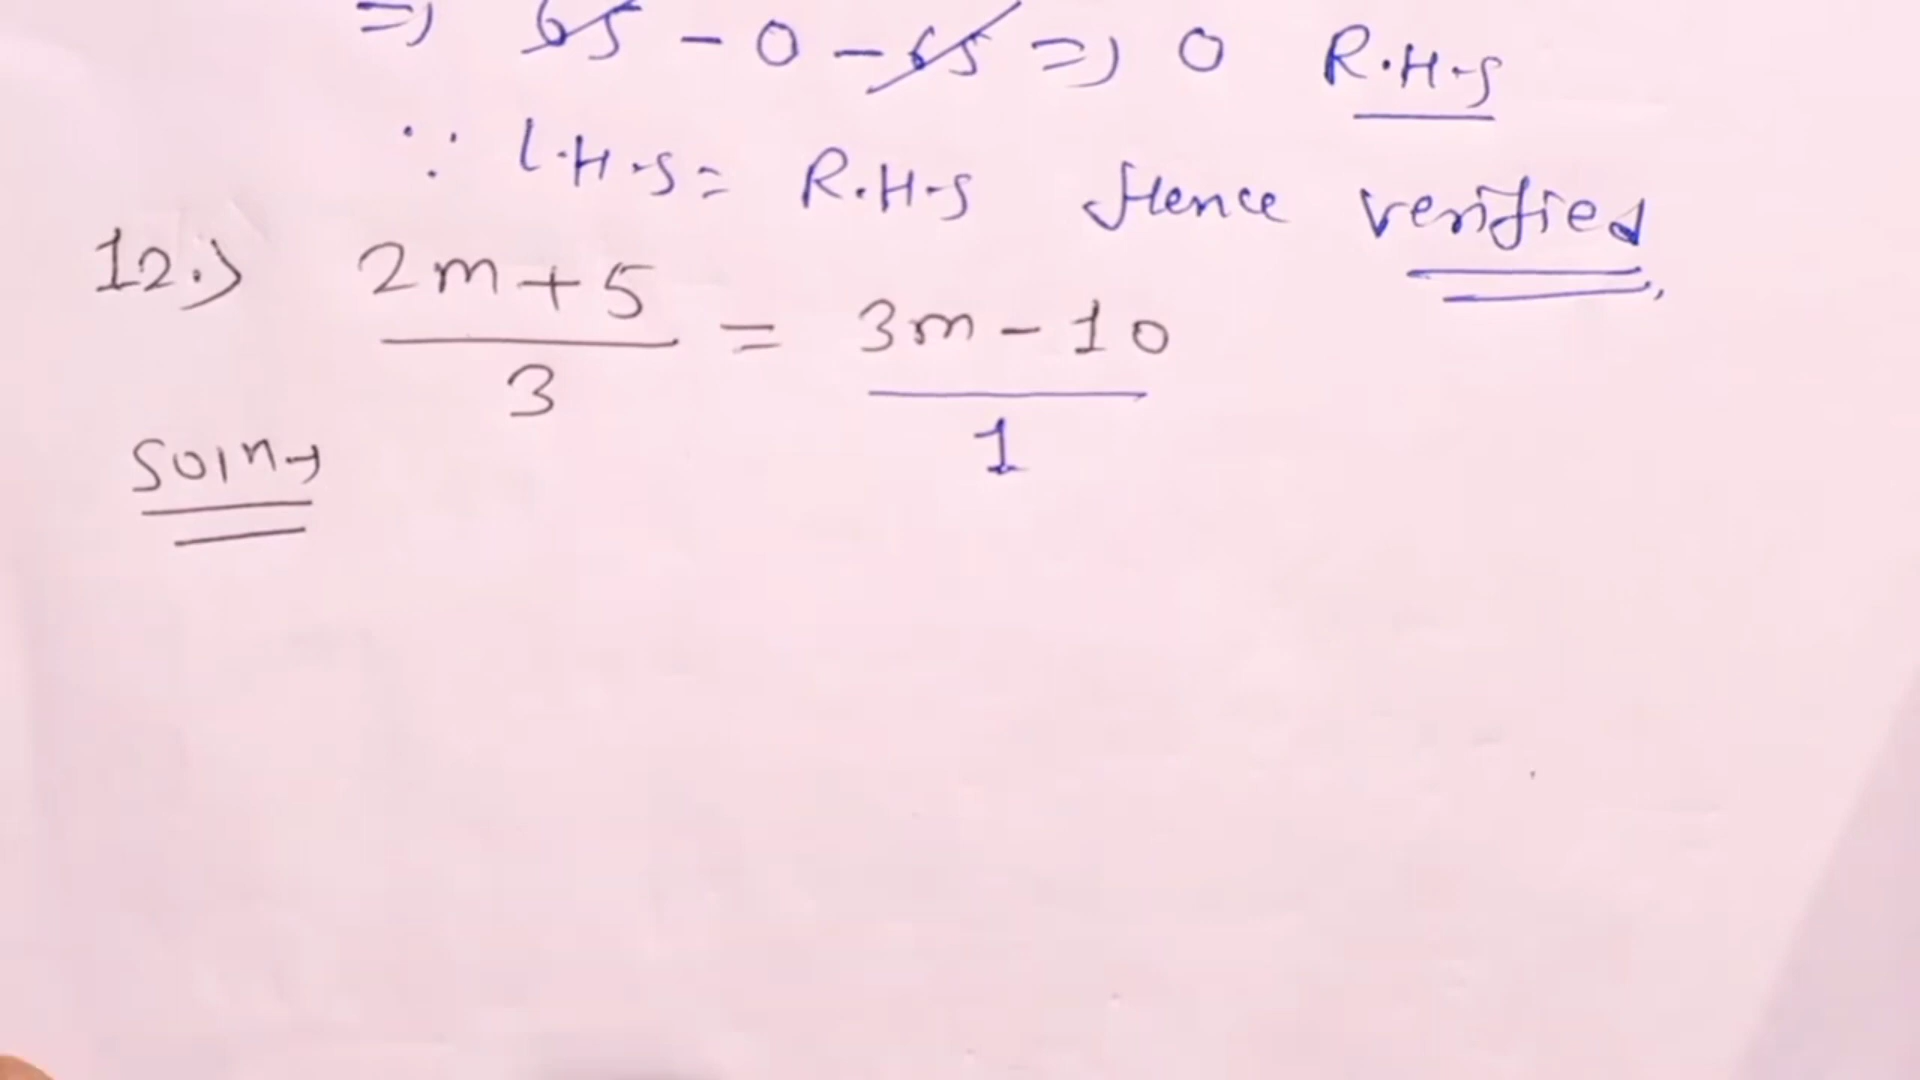 =) 65 - 0 - 65 =) 0 R.H.S
∵ L.H.S = R.H.S Hence verified,
12.) 2m+5/3 = 3m-10/1
Soln→